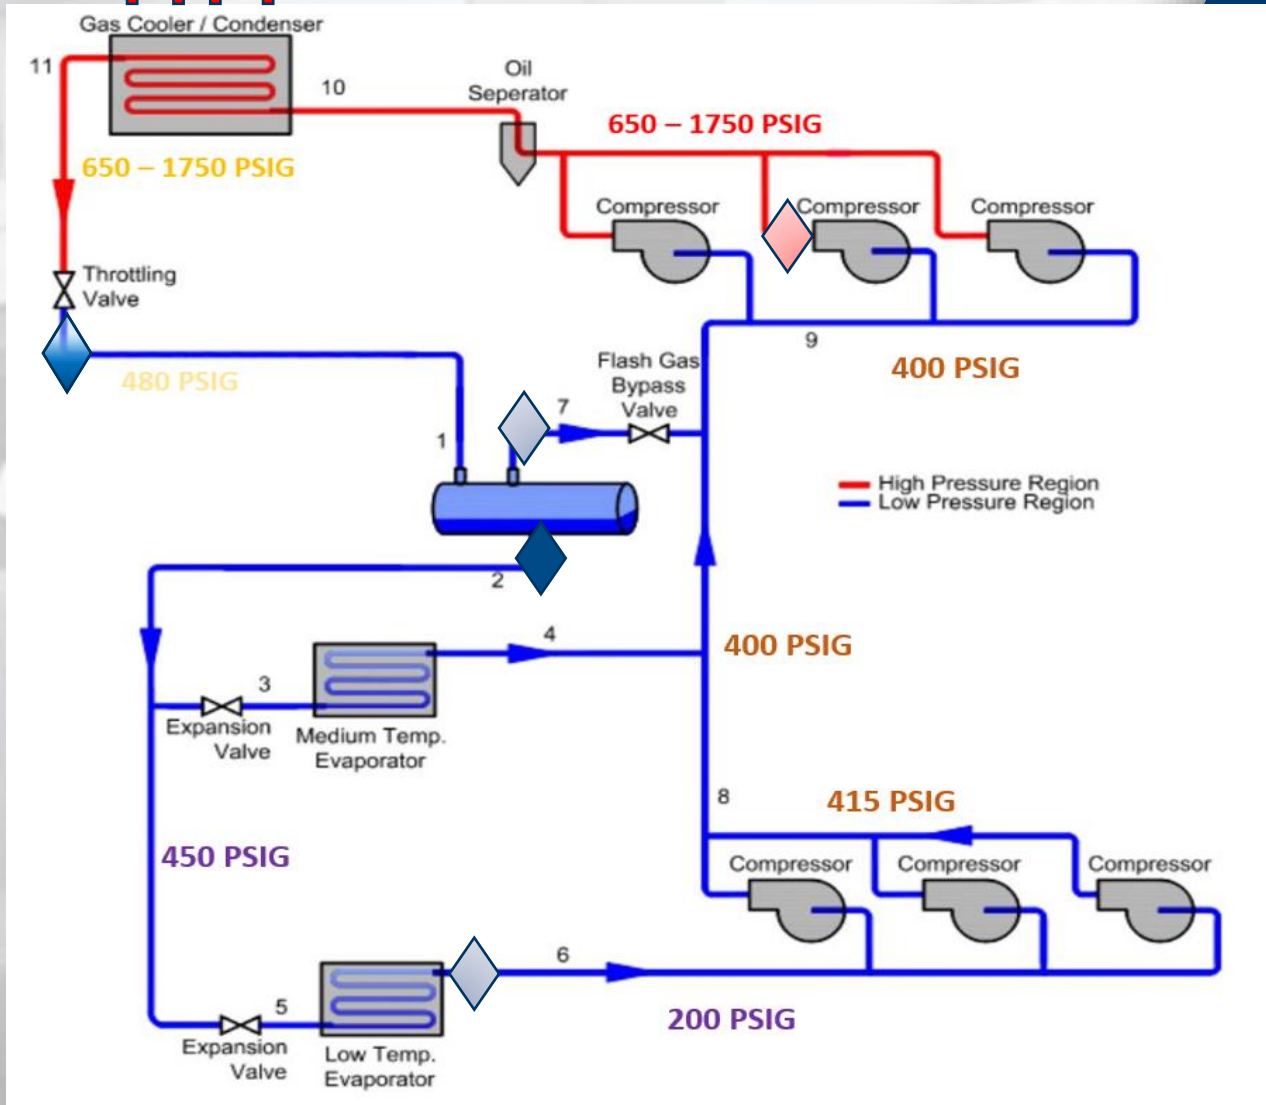 Gas Cooler / Condenser
11
10
Oil
Seperator
650 – 1750 PSIG
650 – 1750 PSIG
Compressor
Compressor
Compressor
Throttling
Valve
480 PSIG
9
400 PSIG
Flash Gas
Bypass
Valve
7
1
High Pressure Region
Low Pressure Region
2
4
400 PSIG
3
Expansion
Valve
Medium Temp.
Evaporator
8
415 PSIG
450 PSIG
Compressor
Compressor
Compressor
6
200 PSIG
5
Expansion
Valve
Low Temp.
Evaporator